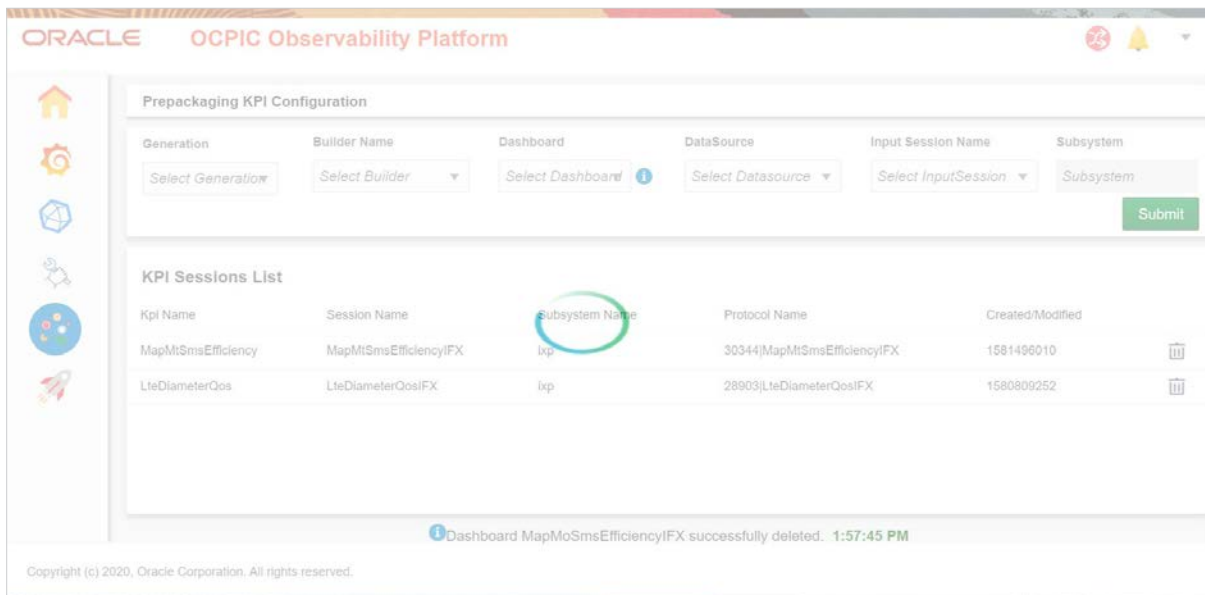 ORACLE OCPIC Observability Platform
Prepackaging KPI Configuration
Generation Builder Name Dashboard DataSource Input Session Name Subsystem
Select Generation Select Builder Select Dashboard Select Datasource Select InputSession Subsystem
Submit
KPI Sessions List
Kpi Name Session Name Subsystem Name Protocol Name Created/Modified
MapMtSmsEfficiency MapMtSmsEfficiencyIFX ixp 30344|MapMtSmsEfficiencyIFX 1581496010
LteDiameterQos LteDiameterQosIFX ixp 28903|LteDiameterQosIFX 1580809252
Dashboard MapMoSmsEfficiencyIFX successfully deleted. 1:57:45 PM
Copyright (c) 2020, Oracle Corporation. All rights reserved.